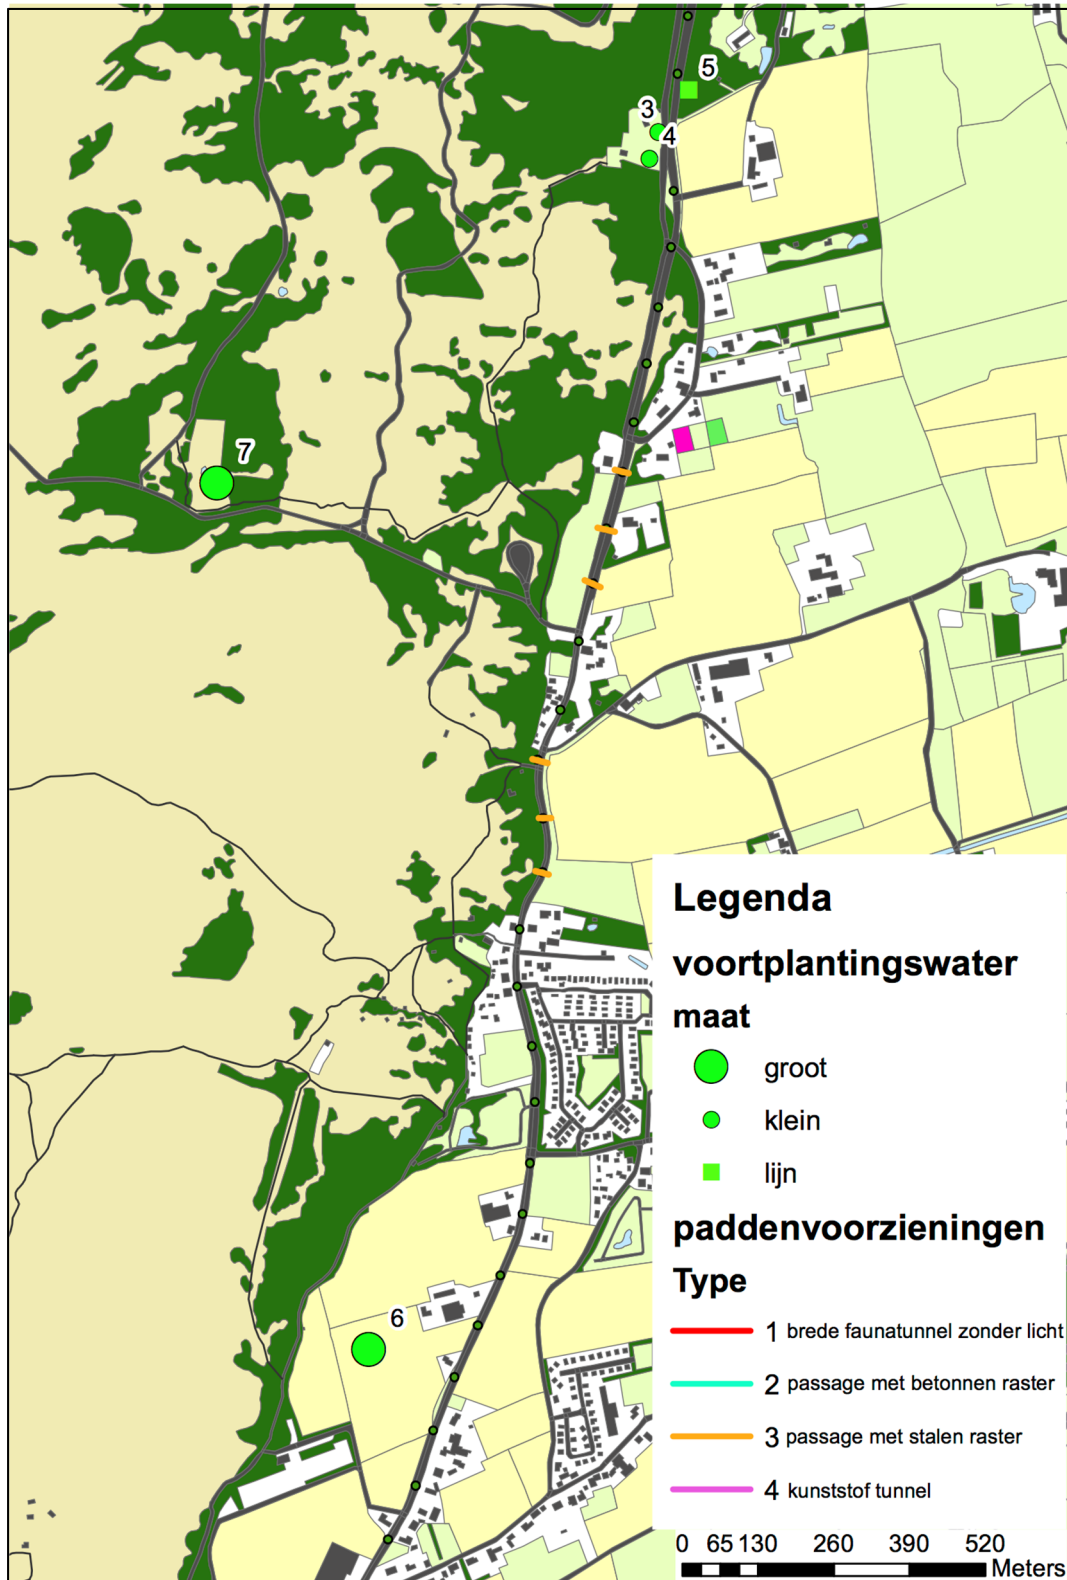 5
3
4
7
6
Legenda
voortplantingswater
maat
groot
klein
lijn
paddenvoorzieningen
Type
1 brede faunatunnel zonder licht
2 passage met betonnen raster
3 passage met stalen raster
4 kunststof tunnel
0 65 130 260 390 520
Meters